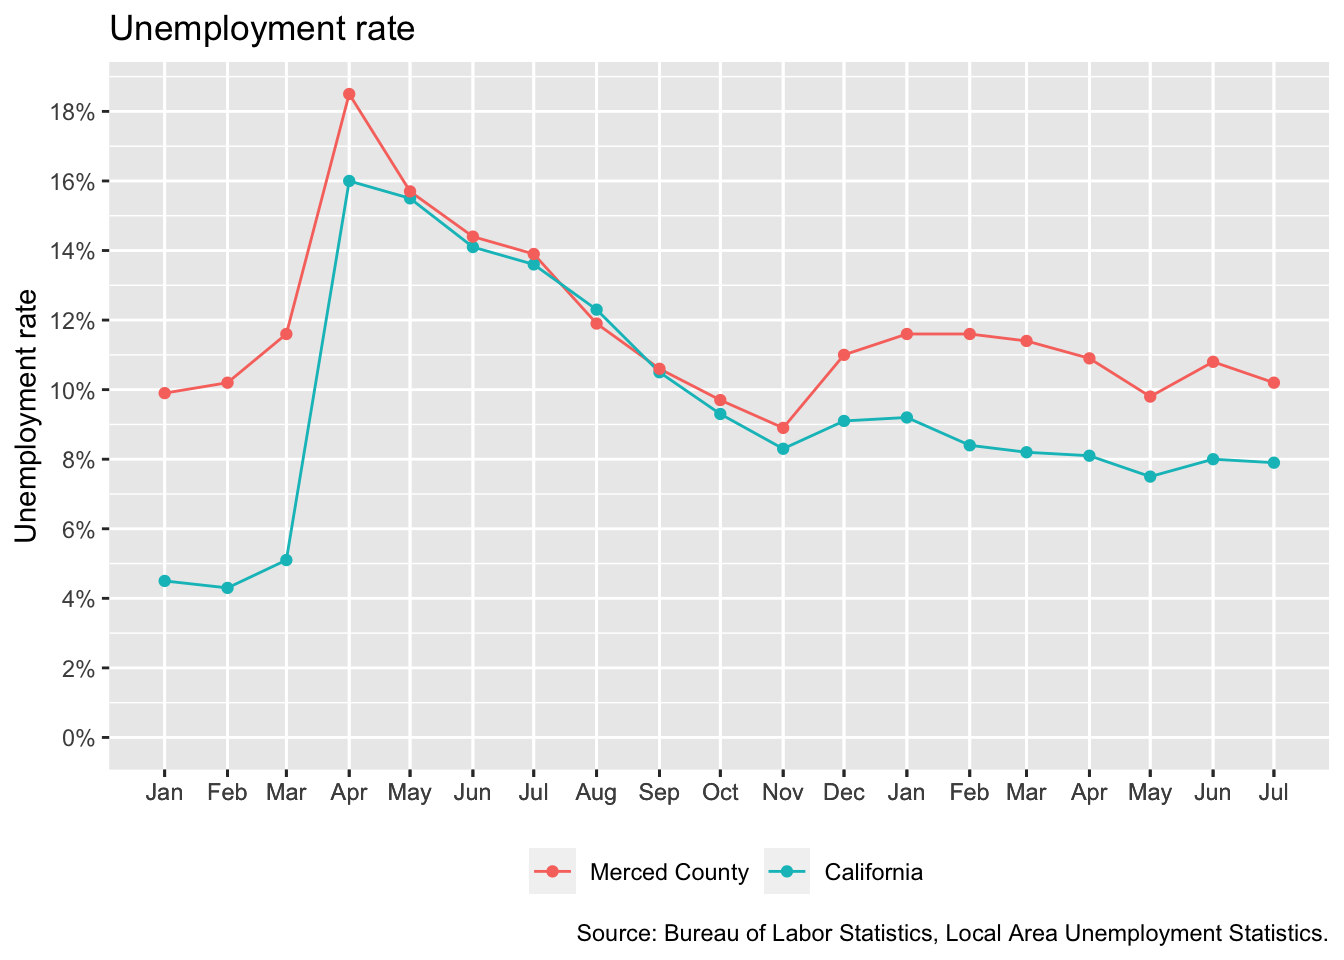 Unemployment rate
Unemployment rate
18%
16%
14%
12%
10%
8%
6%
4%
2%
0%
Jan Feb Mar Apr May Jun Jul Aug Sep Oct Nov Dec Jan Feb Mar Apr May Jun Jul
Merced County California
Source: Bureau of Labor Statistics, Local Area Unemployment Statistics.